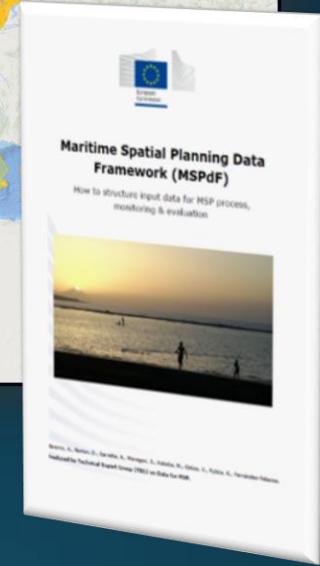 European
Commission
Maritime Spatial Planning Data
Framework (MSPdF)
How to structure input data for MSP process,
monitoring & evaluation
Analysed by Technical Expert Group (TEG) on Data for MSP.